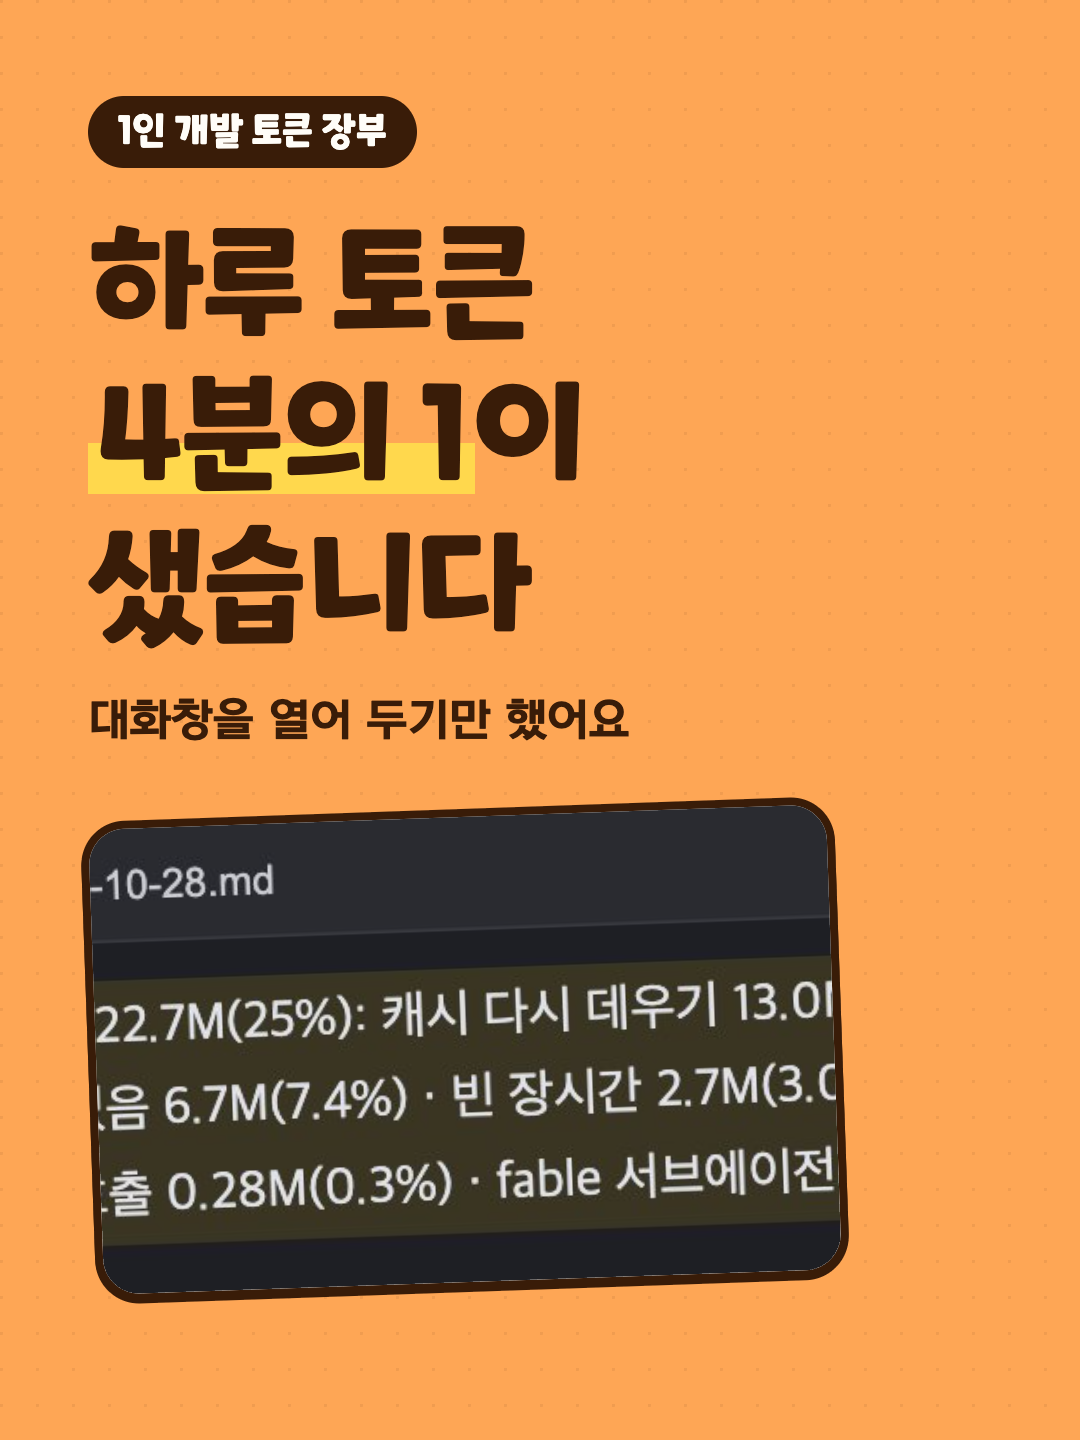 1인 개발 토큰 장부
하루 토큰
4분의 1이
샜습니다
대화창을 열어 두기만 했어요
-10-28.md
22.7M(25%): 캐시 다시 데우기 13.0
음 6.7M(7.4%) · 빈 장시간 2.7M(3.0
출 0.28M(0.3%) · fable 서브에이전